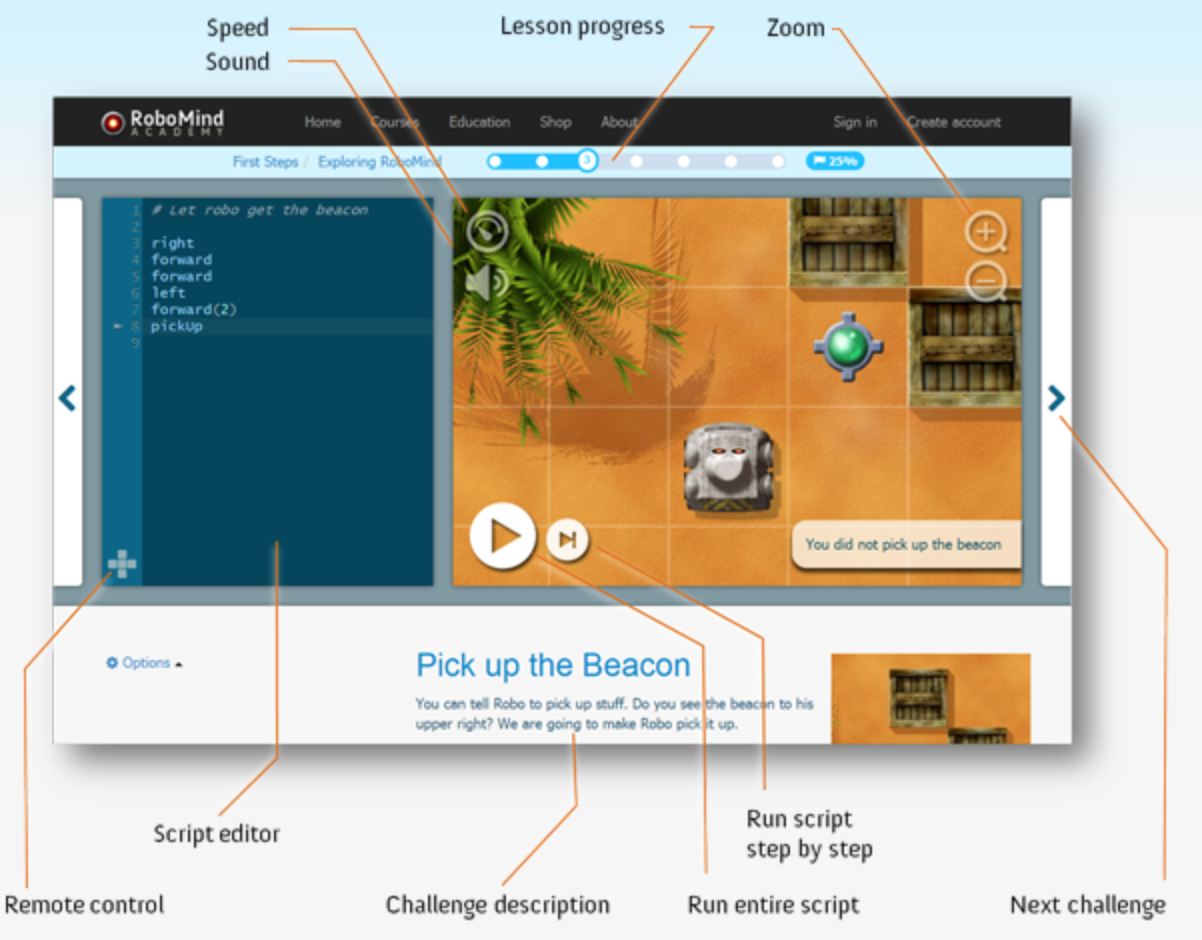 Speed
Sound
Lesson progress
Zoom
RoboMind
ACADEMY
Home Courses Education Shop About
Sign in Create account
First Steps / Exploring RoboMind
3
25%
1 # Let robo get the beacon
2
3 right
4 forward
5 forward
6 left
7 forward(2)
8 pickUp
9
You did not pick up the beacon
Options
Pick up the Beacon
You can tell Robo to pick up stuff. Do you see the beacon to his
upper right? We are going to make Robo pick it up.
Script editor
Run script
step by step
Remote control
Challenge description
Run entire script
Next challenge